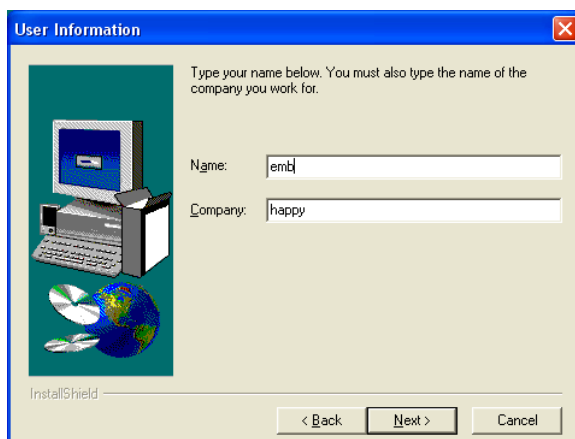 User Information
Type your name below. You must also type the name of the
company you work for.
Name: emb
Company: happy
InstallShield
< Back Next > Cancel